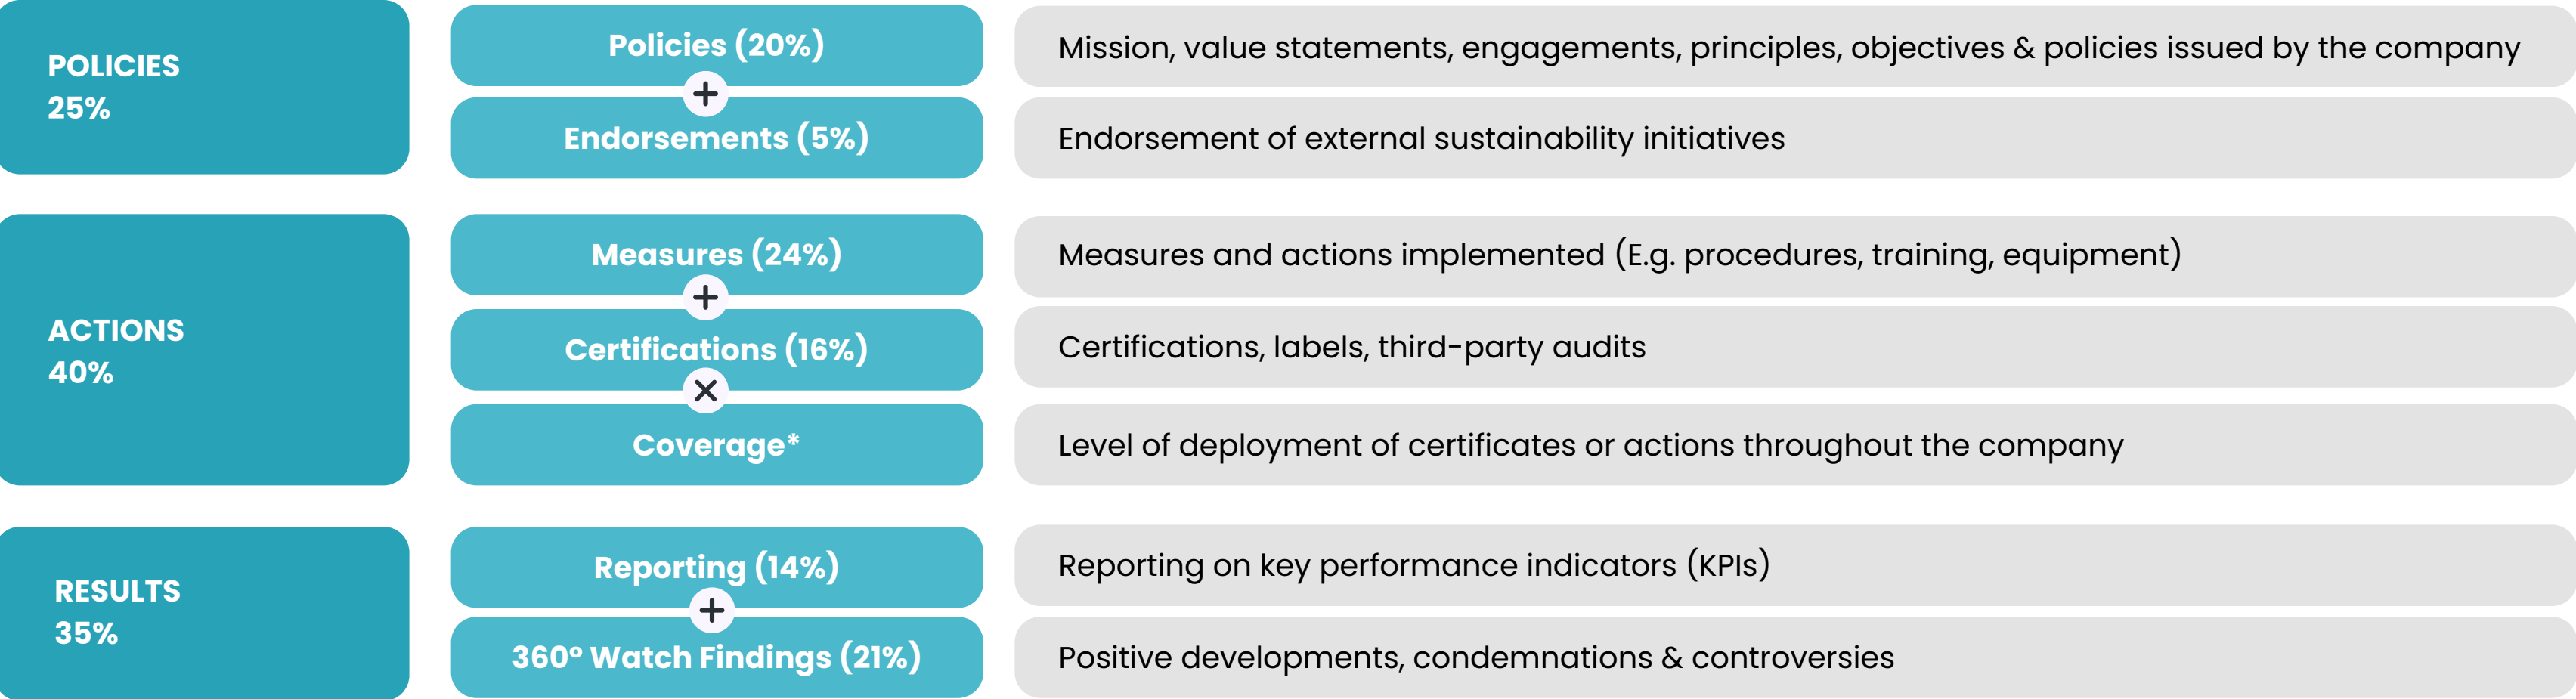 POLICIES
25%
Policies (20%)
Mission, value statements, engagements, principles, objectives & policies issued by the company
+
Endorsements (5%)
Endorsement of external sustainability initiatives
ACTIONS
40%
Measures (24%)
Measures and actions implemented (E.g. procedures, training, equipment)
+
Certifications (16%)
Certifications, labels, third-party audits
×
Coverage*
Level of deployment of certificates or actions throughout the company
RESULTS
35%
Reporting (14%)
Reporting on key performance indicators (KPIs)
+
360° Watch Findings (21%)
Positive developments, condemnations & controversies